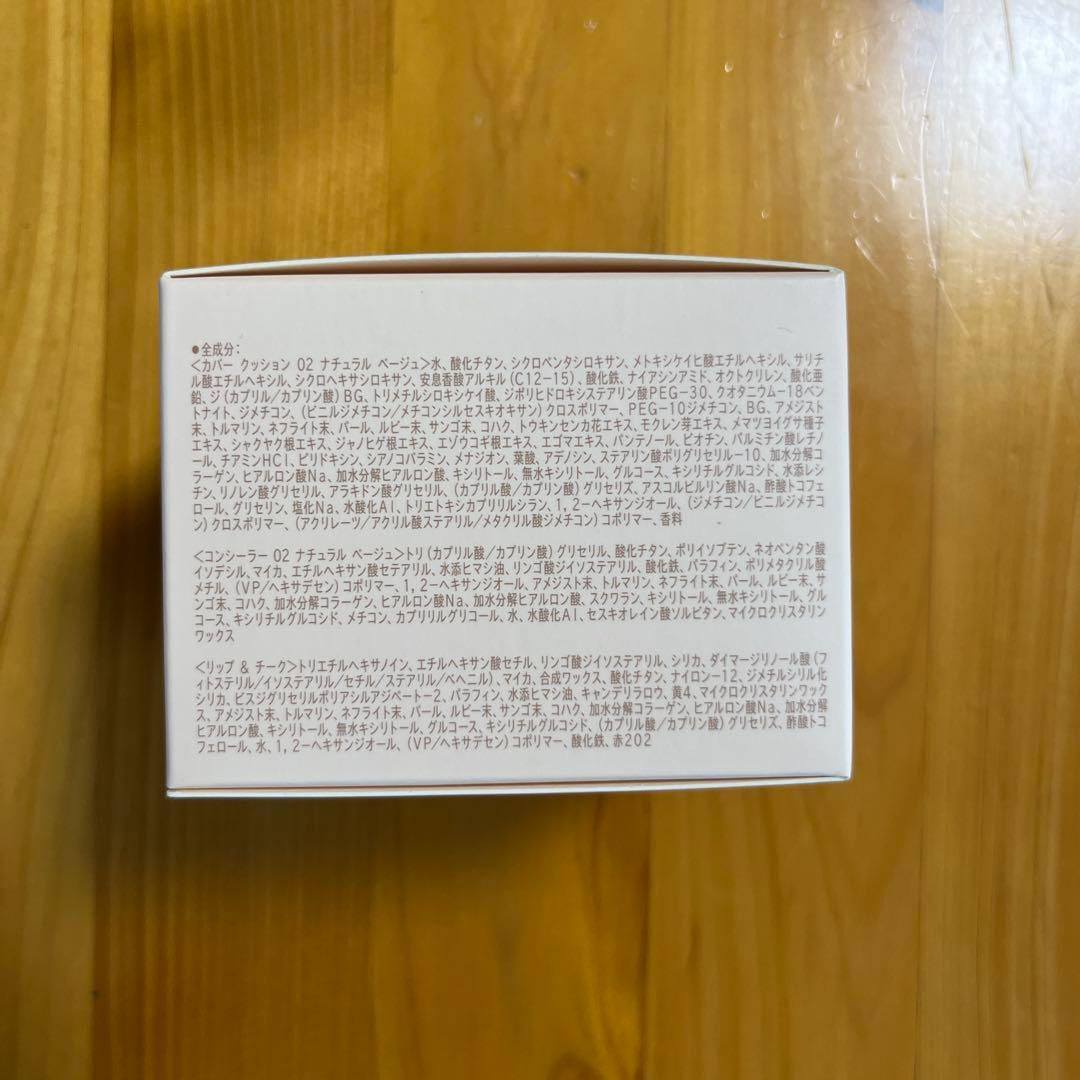 ●全成分：
〈カバー クッション 02 ナチュラル ベージュ〉水、酸化チタン、シクロペンタシロキサン、メトキシケイヒ酸エチルヘキシル、サリチ
ル酸エチルヘキシル、シクロヘキサシロキサン、安息香酸アルキル（C12-15）、酸化鉄、ナイアシンアミド、オクトクリレン、酸化亜
鉛、ジ（カプリル/カプリン酸）BG、トリメチルシロキシケイ酸、ジポリヒドロキシステアリン酸PEG-30、クオタニウム-18ベント
ナイト、ジメチコン、（ビニルジメチコン/メチコンシルセスキオキサン）クロスポリマー、PEG-10ジメチコン、BG、アメジスト
末、トルマリン、ネフライト末、パール、ルビー末、サンゴ末、コハク、トウキンセンカ花エキス、モクレン芽エキス、メマツヨイグサ種子
エキス、シャクヤク根エキス、ジャノヒゲ根エキス、エゾウコギ根エキス、エゴマエキス、パンテノール、ビオチン、パルミチン酸レチノ
ール、チアミンHCl、ピリドキシン、シアノコバラミン、メナジオン、葉酸、アデノシン、ステアリン酸ポリグリセリル-10、加水分解コ
ラーゲン、ヒアルロン酸Na、加水分解ヒアルロン酸、キシリトール、無水キシリトール、グルコース、キシリチルグルコシド、水添レシ
チン、リノレン酸グリセリル、アラキドン酸グリセリル、（カプリル酸/カプリン酸）グリセリズ、アスコルビルリン酸Na、酢酸トコフェ
ロール、グリセリン、塩化Na、水酸化Al、トリエトキシカプリリルシラン、1，2-ヘキサンジオール、（ジメチコン/ビニルジメチコ
ン）クロスポリマー、（アクリレーツ/アクリル酸ステアリル/メタクリル酸ジメチコン）コポリマー、香料
〈コンシーラー 02 ナチュラル ベージュ〉トリ（カプリル酸/カプリン酸）グリセリル、酸化チタン、ポリイソブテン、ネオペンタン酸
イソデシル、マイカ、エチルヘキサン酸セテアリル、水添ヒマシ油、リンゴ酸ジイソステアリル、酸化鉄、パラフィン、ポリメタクリル酸
メチル、（VP/ヘキサデセン）コポリマー、1，2-ヘキサンジオール、アメジスト末、トルマリン、ネフライト末、パール、ルビー末、サ
ンゴ末、コハク、加水分解コラーゲン、ヒアルロン酸Na、加水分解ヒアルロン酸、スクワラン、キシリトール、無水キシリトール、グル
コース、キシリチルグルコシド、メチコン、カプリリルグリコール、水、水酸化Al、セスキオレイン酸ソルビタン、マイクロクリスタリン
ワックス
〈リップ & チーク〉トリエチルヘキサノイン、エチルヘキサン酸セチル、リンゴ酸ジイソステアリル、シリカ、ダイマージリノール酸（フ
ィトステリル/イソステアリル/セチル/ステアリル/ベヘニル）、マイカ、合成ワックス、酸化チタン、ナイロン-12、ジメチルシリル化
シリカ、ビスジグリセリルポリアシルアジペート-2、パラフィン、水添ヒマシ油、キャンデリラロウ、黄4、マイクロクリスタリンワック
ス、アメジスト末、トルマリン、ネフライト末、パール、ルビー末、サンゴ末、コハク、加水分解コラーゲン、ヒアルロン酸Na、加水分解
ヒアルロン酸、キシリトール、無水キシリトール、グルコース、キシリチルグルコシド、（カプリル酸/カプリン酸）グリセリズ、酢酸トコ
フェロール、水、1，2-ヘキサンジオール、（VP/ヘキサデセン）コポリマー、酸化鉄、赤202